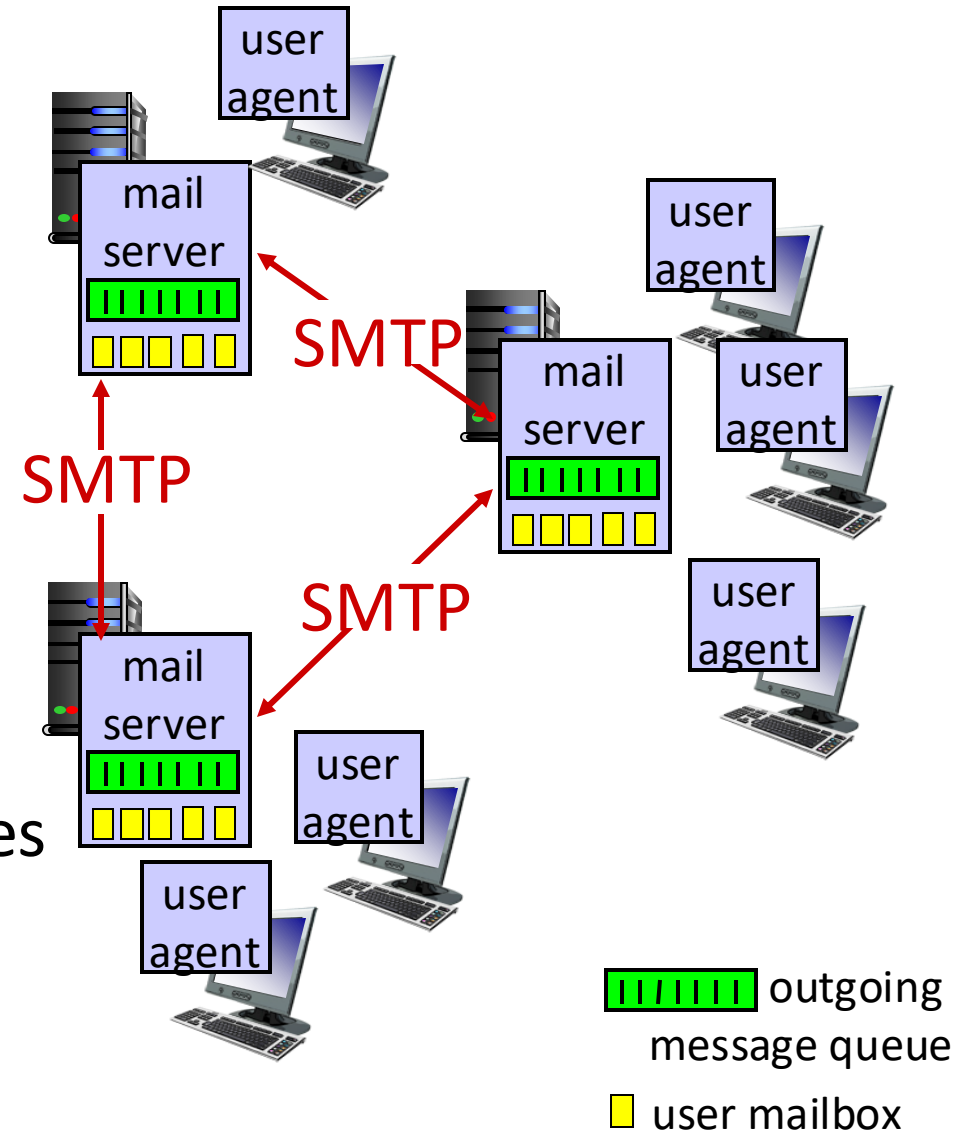 user
agent
mail
server
user
agent
SMTP
mail
server
user
agent
SMTP
SMTP
user
agent
mail
server
user
agent
es
user
agent
outgoing
message queue
user mailbox